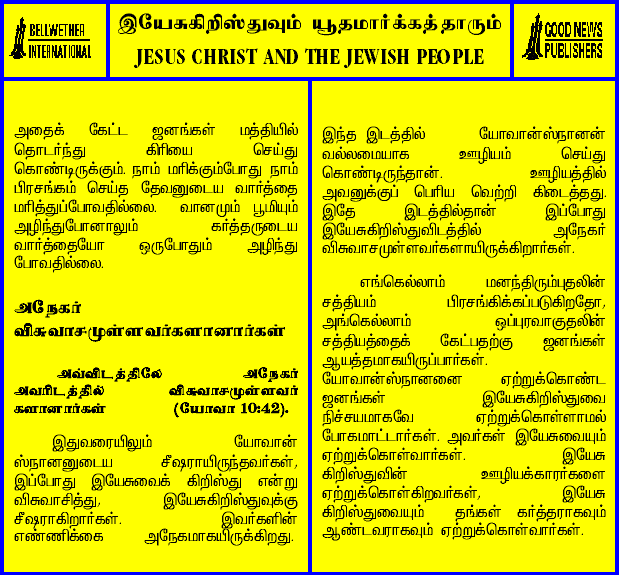 BELLWETHER
INTERNATIONAL
இயேசுகிறிஸ்துவும் யூதமார்க்கத்தாரும்
JESUS CHRIST AND THE JEWISH PEOPLE
GOOD NEWS
PUBLISHERS
அதைக் கேட்ட ஜனங்கள் மத்தியில்
தொடர்ந்து கிரியை செய்து
கொண்டிருக்கும். நாம் மரிக்கும்போது நாம்
பிரசங்கம் செய்த தேவனுடைய வார்த்தை
மரித்துப்போவதில்லை. வானமும் பூமியும்
அழிந்துபோனாலும் கர்த்தருடைய
வார்த்தையோ ஒருபோதும் அழிந்து
போவதில்லை.
அநேகர்
விசுவாசமுள்ளவர்களானார்கள்
அவ்விடத்திலே அநேகர்
அவரிடத்தில் விசுவாசமுள்ளவர்
களானார்கள் (யோவா 10:42).
இதுவரையிலும் யோவான்
ஸ்நானனுடைய சீஷராயிருந்தவர்கள்,
இப்போது இயேசுவைக் கிறிஸ்து என்று
விசுவாசித்து, இயேசுகிறிஸ்துவுக்கு
சீஷராகிறார்கள். இவர்களின்
எண்ணிக்கை அநேகமாகயிருக்கிறது.
இந்த இடத்தில் யோவான்ஸ்நானன்
வல்லமையாக ஊழியம் செய்து
கொண்டிருந்தான். ஊழியத்தில்
அவனுக்குப் பெரிய வெற்றி கிடைத்தது.
இதே இடத்தில்தான் இப்போது
இயேசுகிறிஸ்துவிடத்தில் அநேகர்
விசுவாசமுள்ளவர்களாயிருக்கிறார்கள்.
எங்கெல்லாம் மனந்திரும்புதலின்
சத்தியம் பிரசங்கிக்கப்படுகிறதோ,
அங்கெல்லாம் ஒப்புரவாகுதலின்
சத்தியத்தைக் கேட்பதற்கு ஜனங்கள்
ஆயத்தமாகயிருப்பார்கள்.
யோவான்ஸ்நானனை ஏற்றுக்கொண்ட
ஜனங்கள் இயேசுகிறிஸ்துவை
நிச்சயமாகவே ஏற்றுக்கொள்ளாமல்
போகமாட்டார்கள். அவர்கள் இயேசுவையும்
ஏற்றுக்கொள்வார்கள். இயேசு
கிறிஸ்துவின் ஊழியக்காரர்களை
ஏற்றுக்கொள்கிறவர்கள், இயேசு
கிறிஸ்துவையும் தங்கள் கர்த்தராகவும்
ஆண்டவராகவும் ஏற்றுக்கொள்வார்கள்.